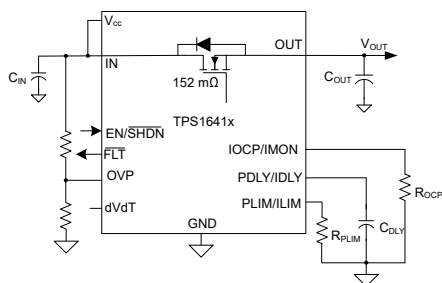 Vcc
IN
OUT
VOUT
CIN
COUT
152 mΩ
TPS1641x
EN/SHDN
FLT
OVP
dVdT
GND
IOCP/IMON
PDLY/IDLY
PLIM/ILIM
ROCP
RPLIM
CDLY